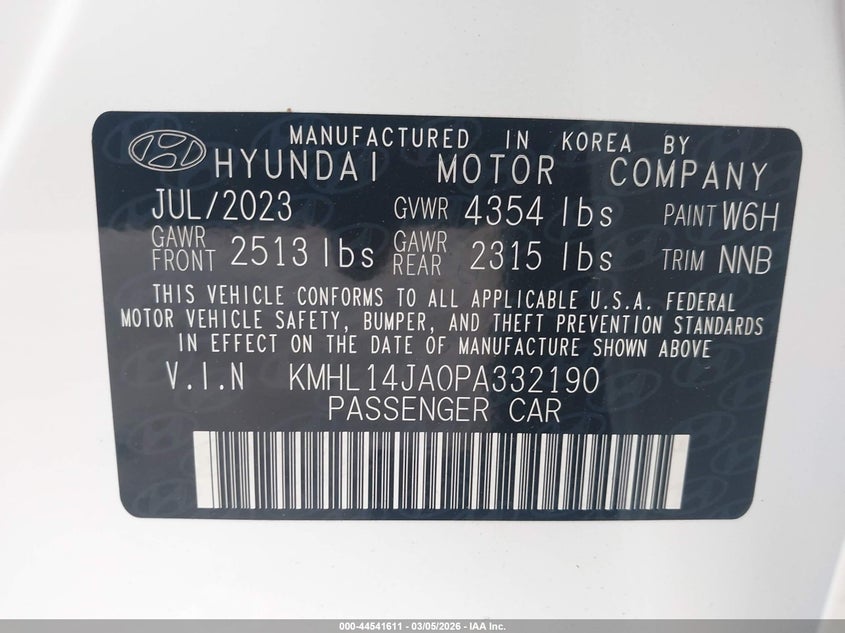 MANUFACTURED IN KOREA BY
HYUNDAI MOTOR COMPANY
JUL/2023 GVWR 4354 lbs PAINT W6H
GAWR FRONT 2513 lbs GAWR REAR 2315 lbs TRIM NNB
THIS VEHICLE CONFORMS TO ALL APPLICABLE U.S.A. FEDERAL
MOTOR VEHICLE SAFETY, BUMPER, AND THEFT PREVENTION STANDARDS
IN EFFECT ON THE DATE OF MANUFACTURE SHOWN ABOVE
V.I.N KMHL14JA0PA332190
PASSENGER CAR
000-44541611 - 03/05/2026 - IAA Inc.